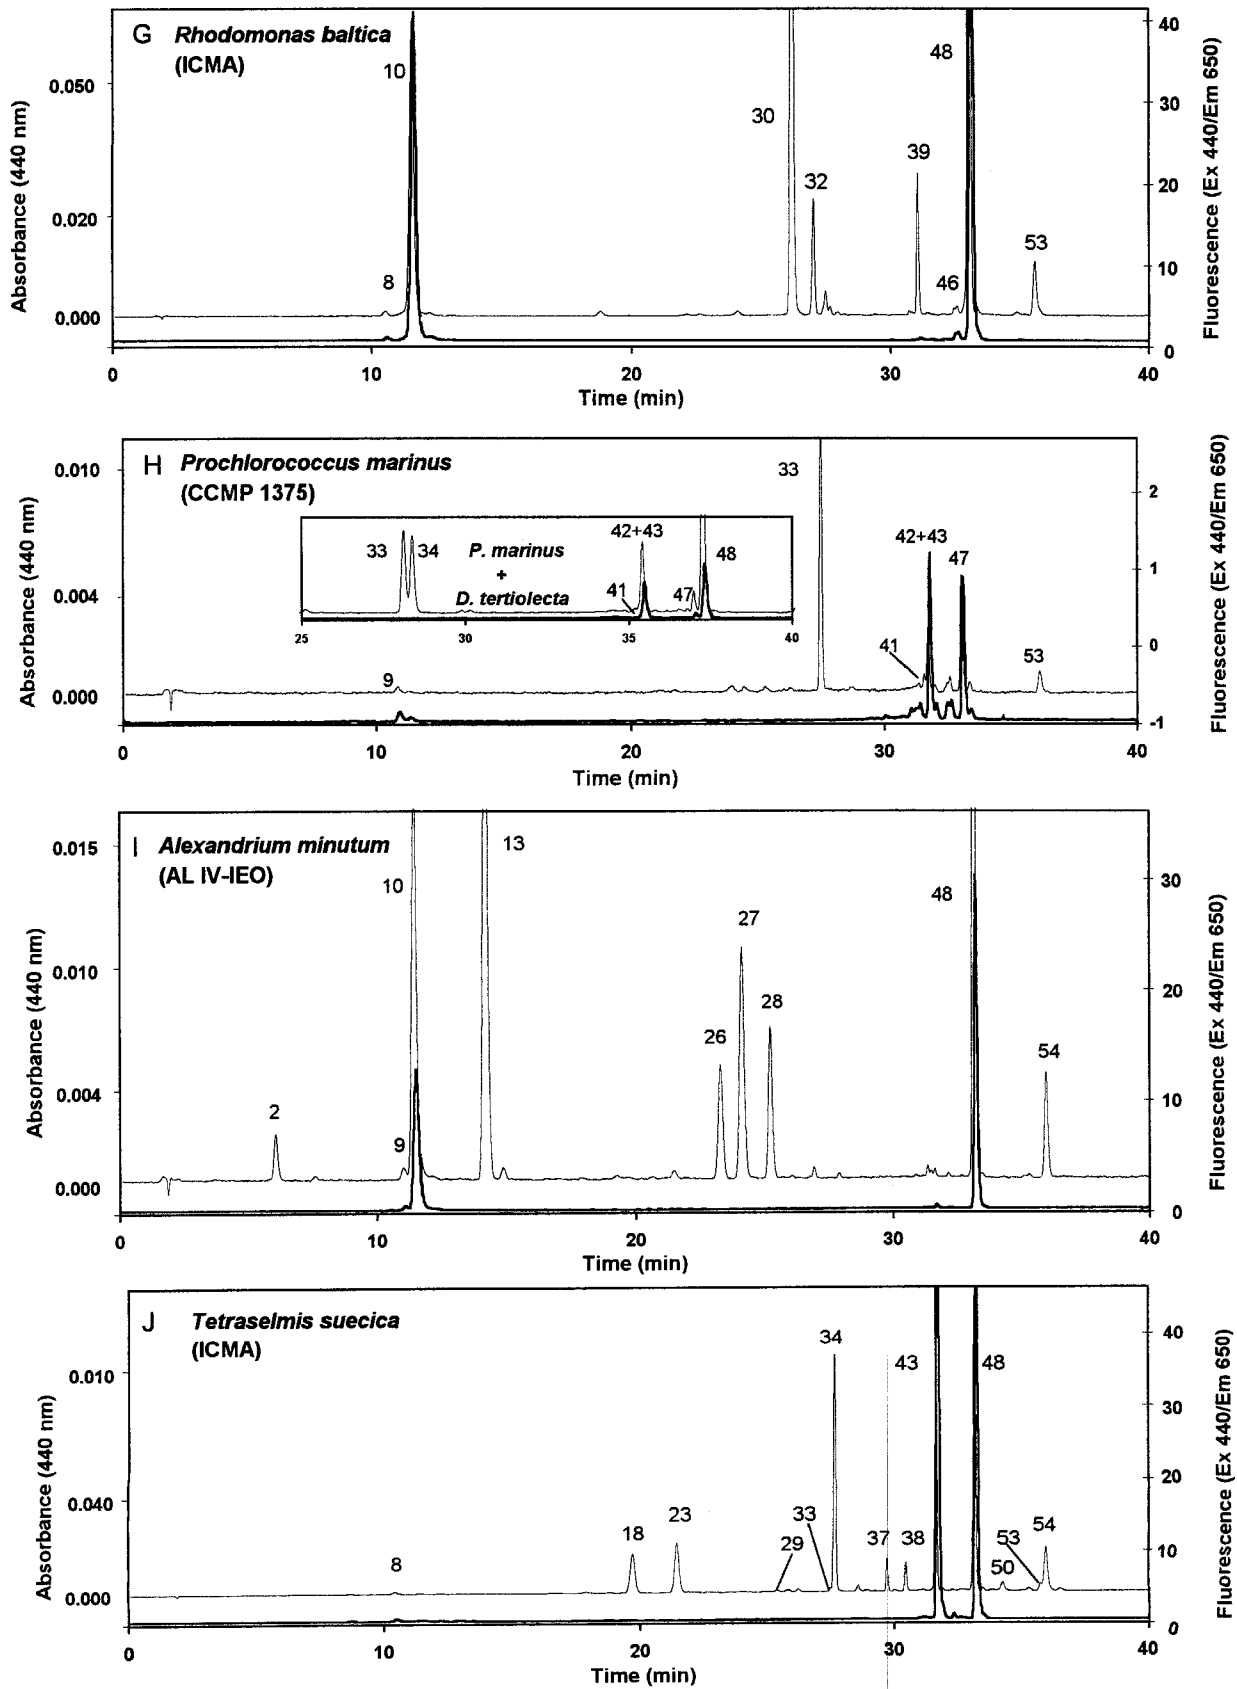 G Rhodomonas baltica
(ICMA)
Absorbance (440 nm)
0.050
0.020
0.000
8
10
30
32
39
46
48
53
40
30
20
10
0
Fluorescence (Ex 440/Em 650)
0 10 20 30 40
Time (min)
H Prochlorococcus marinus
(CCMP 1375)
Absorbance (440 nm)
0.010
0.004
0.000
33 34 P. marinus
+
D. tertiolecta
41
42+43
47
48
25 30 35 40
9
33
41
42+43
47
53
2
1
0
-1
Fluorescence (Ex 440/Em 650)
0 10 20 30 40
Time (min)
I Alexandrium minutum
(AL IV-IEO)
Absorbance (440 nm)
0.015
0.010
0.004
0.000
2
9
10
13
26
27
28
48
54
30
20
10
0
Fluorescence (Ex 440/Em 650)
0 10 20 30 40
Time (min)
J Tetraselmis suecica
(ICMA)
Absorbance (440 nm)
0.010
0.040
0.000
8
18
23
29
33
34
37
38
43
48
50
53
54
40
30
20
10
0
Fluorescence (Ex 440/Em 650)
0 10 20 30 40
Time (min)